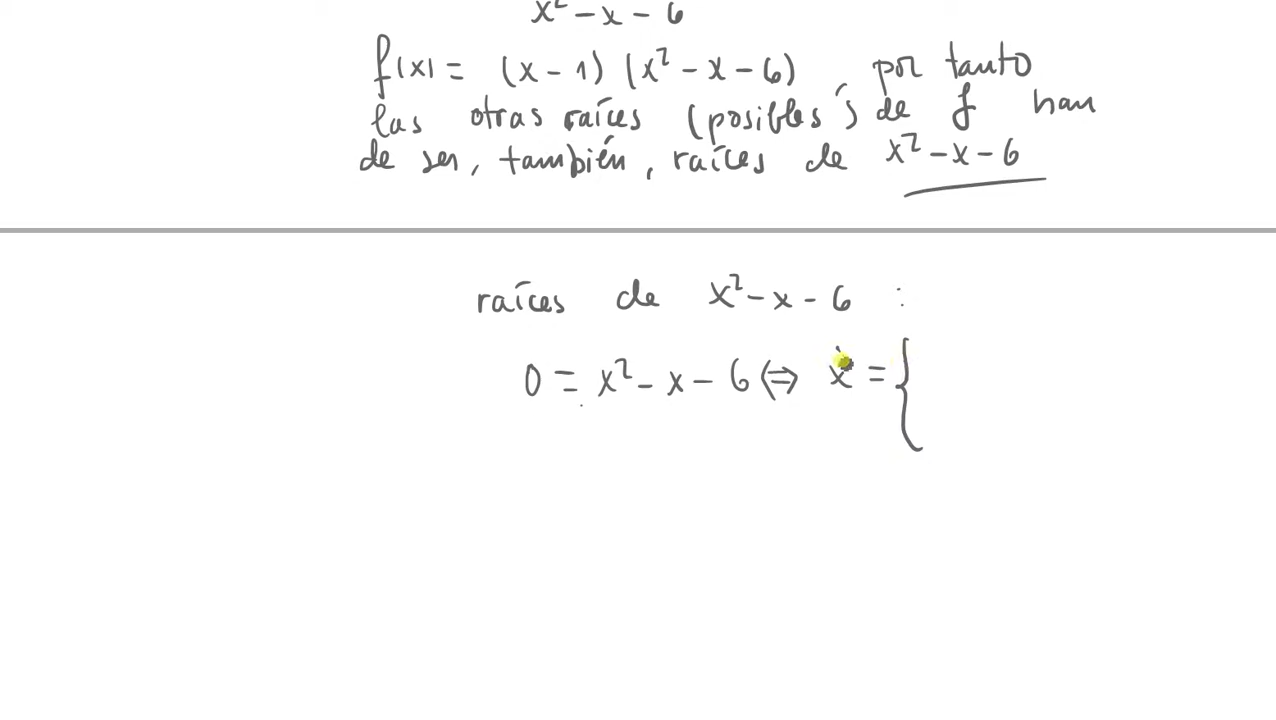 x² - x - 6
f(x) = (x - 1) (x² - x - 6) , por tanto
las otras raíces (posibles) de f han
de ser, también, raíces de x² - x - 6
raíces de x² - x - 6 :
0 = x² - x - 6 ⇔ x = {